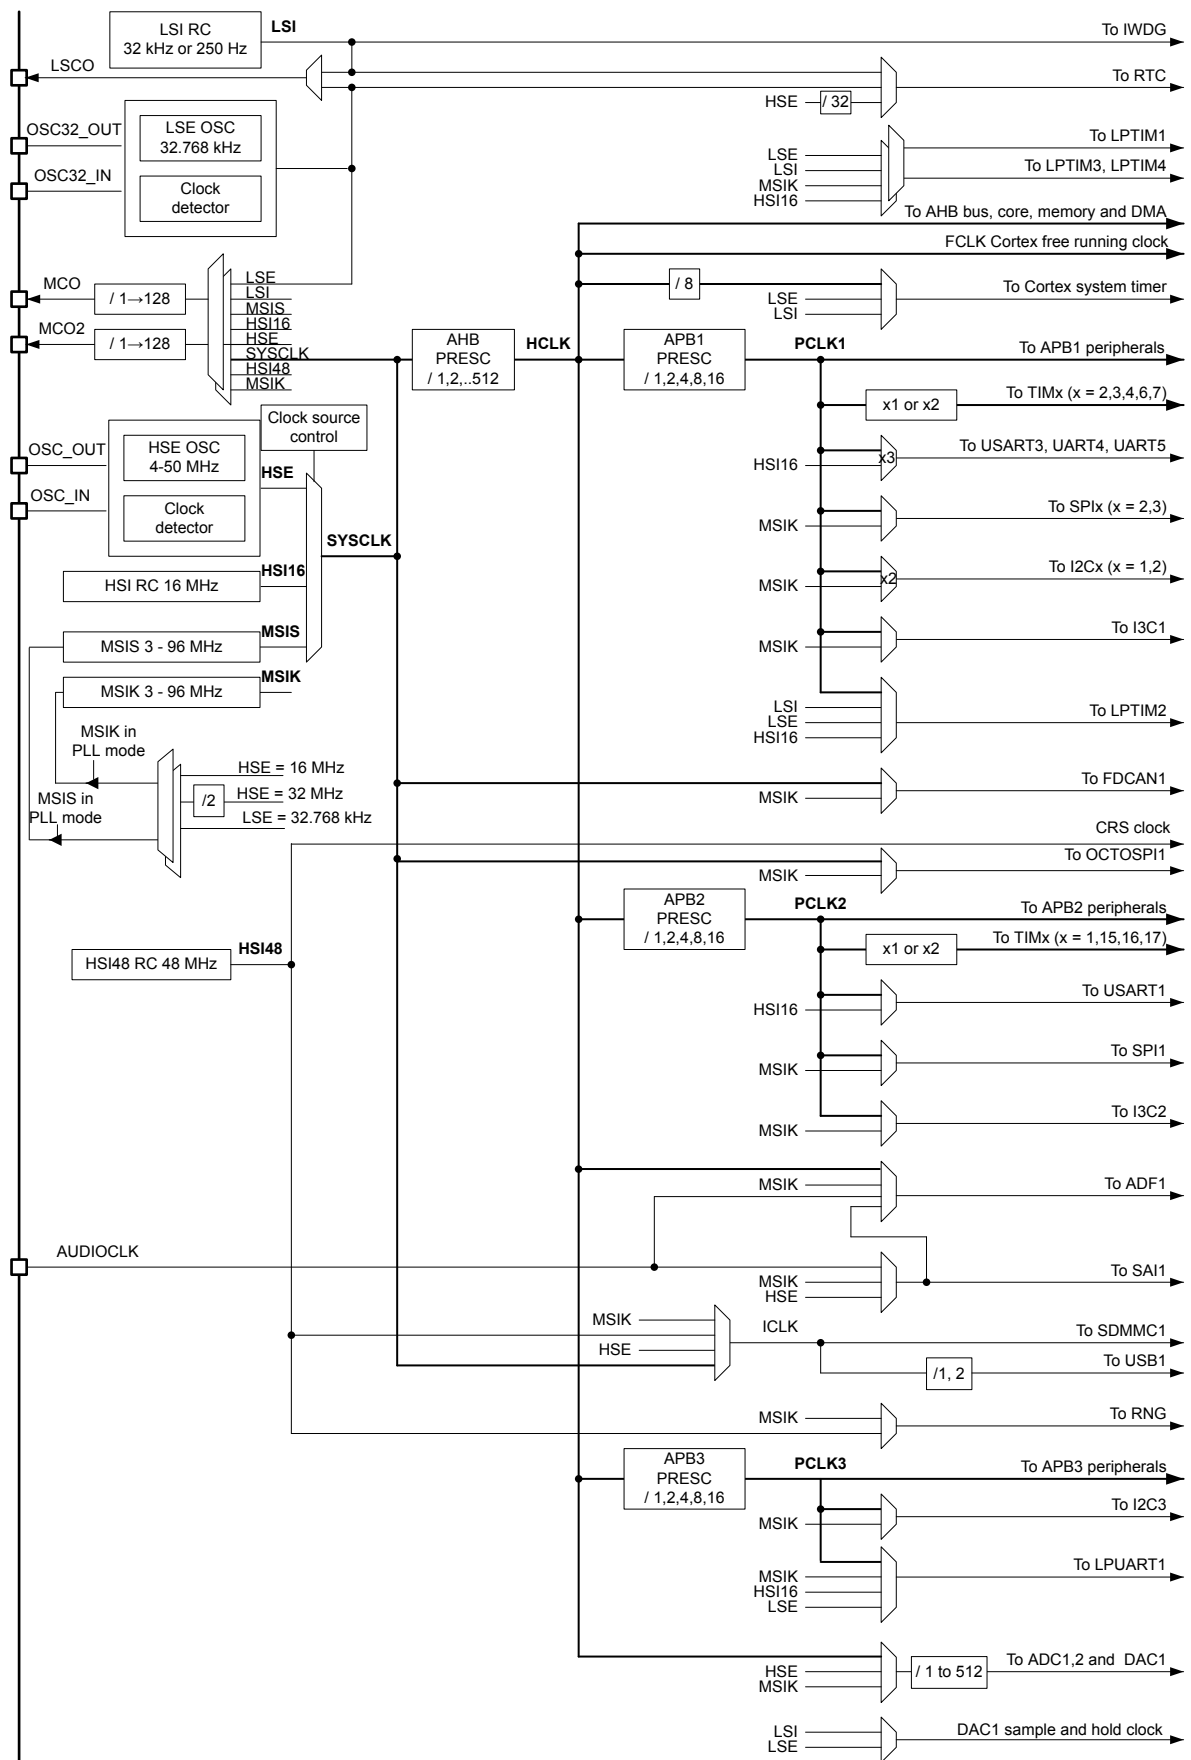 LSI RC
32 kHz or 250 Hz
LSI
To IWDG
LSCO
To RTC
HSE
/ 32
OSC32_OUT
LSE OSC
32.768 kHz
OSC32_IN
Clock
detector
To LPTIM1
LSE
LSI
To LPTIM3, LPTIM4
MSIK
HSI16
To AHB bus, core, memory and DMA
FCLK Cortex free running clock
MCO
/ 1→128
MCO2
/ 1→128
LSE
LSI
MSIS
HSI16
HSE
SYSCLK
HSI48
MSIK
/ 8
LSE
LSI
To Cortex system timer
AHB
PRESC
/ 1,2,..512
HCLK
APB1
PRESC
/ 1,2,4,8,16
PCLK1
To APB1 peripherals
x1 or x2
To TIMx (x = 2,3,4,6,7)
Clock source
control
OSC_OUT
HSE OSC
4-50 MHz
HSE
OSC_IN
Clock
detector
HSI16
x3
To USART3, UART4, UART5
MSIK
To SPIx (x = 2,3)
SYSCLK
HSI RC 16 MHz
HSI16
MSIK
x2
To I2Cx (x = 1,2)
MSIS 3 - 96 MHz
MSIS
MSIK
To I3C1
MSIK 3 - 96 MHz
MSIK
LSI
LSE
HSI16
To LPTIM2
MSIK in
PLL mode
HSE = 16 MHz
/2
HSE = 32 MHz
MSIS in
PLL mode
LSE = 32.768 kHz
MSIK
To FDCAN1
CRS clock
MSIK
To OCTOSPI1
APB2
PRESC
/ 1,2,4,8,16
PCLK2
To APB2 peripherals
x1 or x2
To TIMx (x = 1,15,16,17)
HSI48 RC 48 MHz
HSI48
HSI16
To USART1
MSIK
To SPI1
MSIK
To I3C2
MSIK
To ADF1
AUDIOCLK
MSIK
HSE
To SAI1
MSIK
HSE
ICLK
To SDMMC1
/1, 2
To USB1
MSIK
To RNG
APB3
PRESC
/ 1,2,4,8,16
PCLK3
To APB3 peripherals
MSIK
To I2C3
MSIK
HSI16
LSE
To LPUART1
HSE
MSIK
/ 1 to 512
To ADC1,2 and DAC1
LSI
LSE
DAC1 sample and hold clock